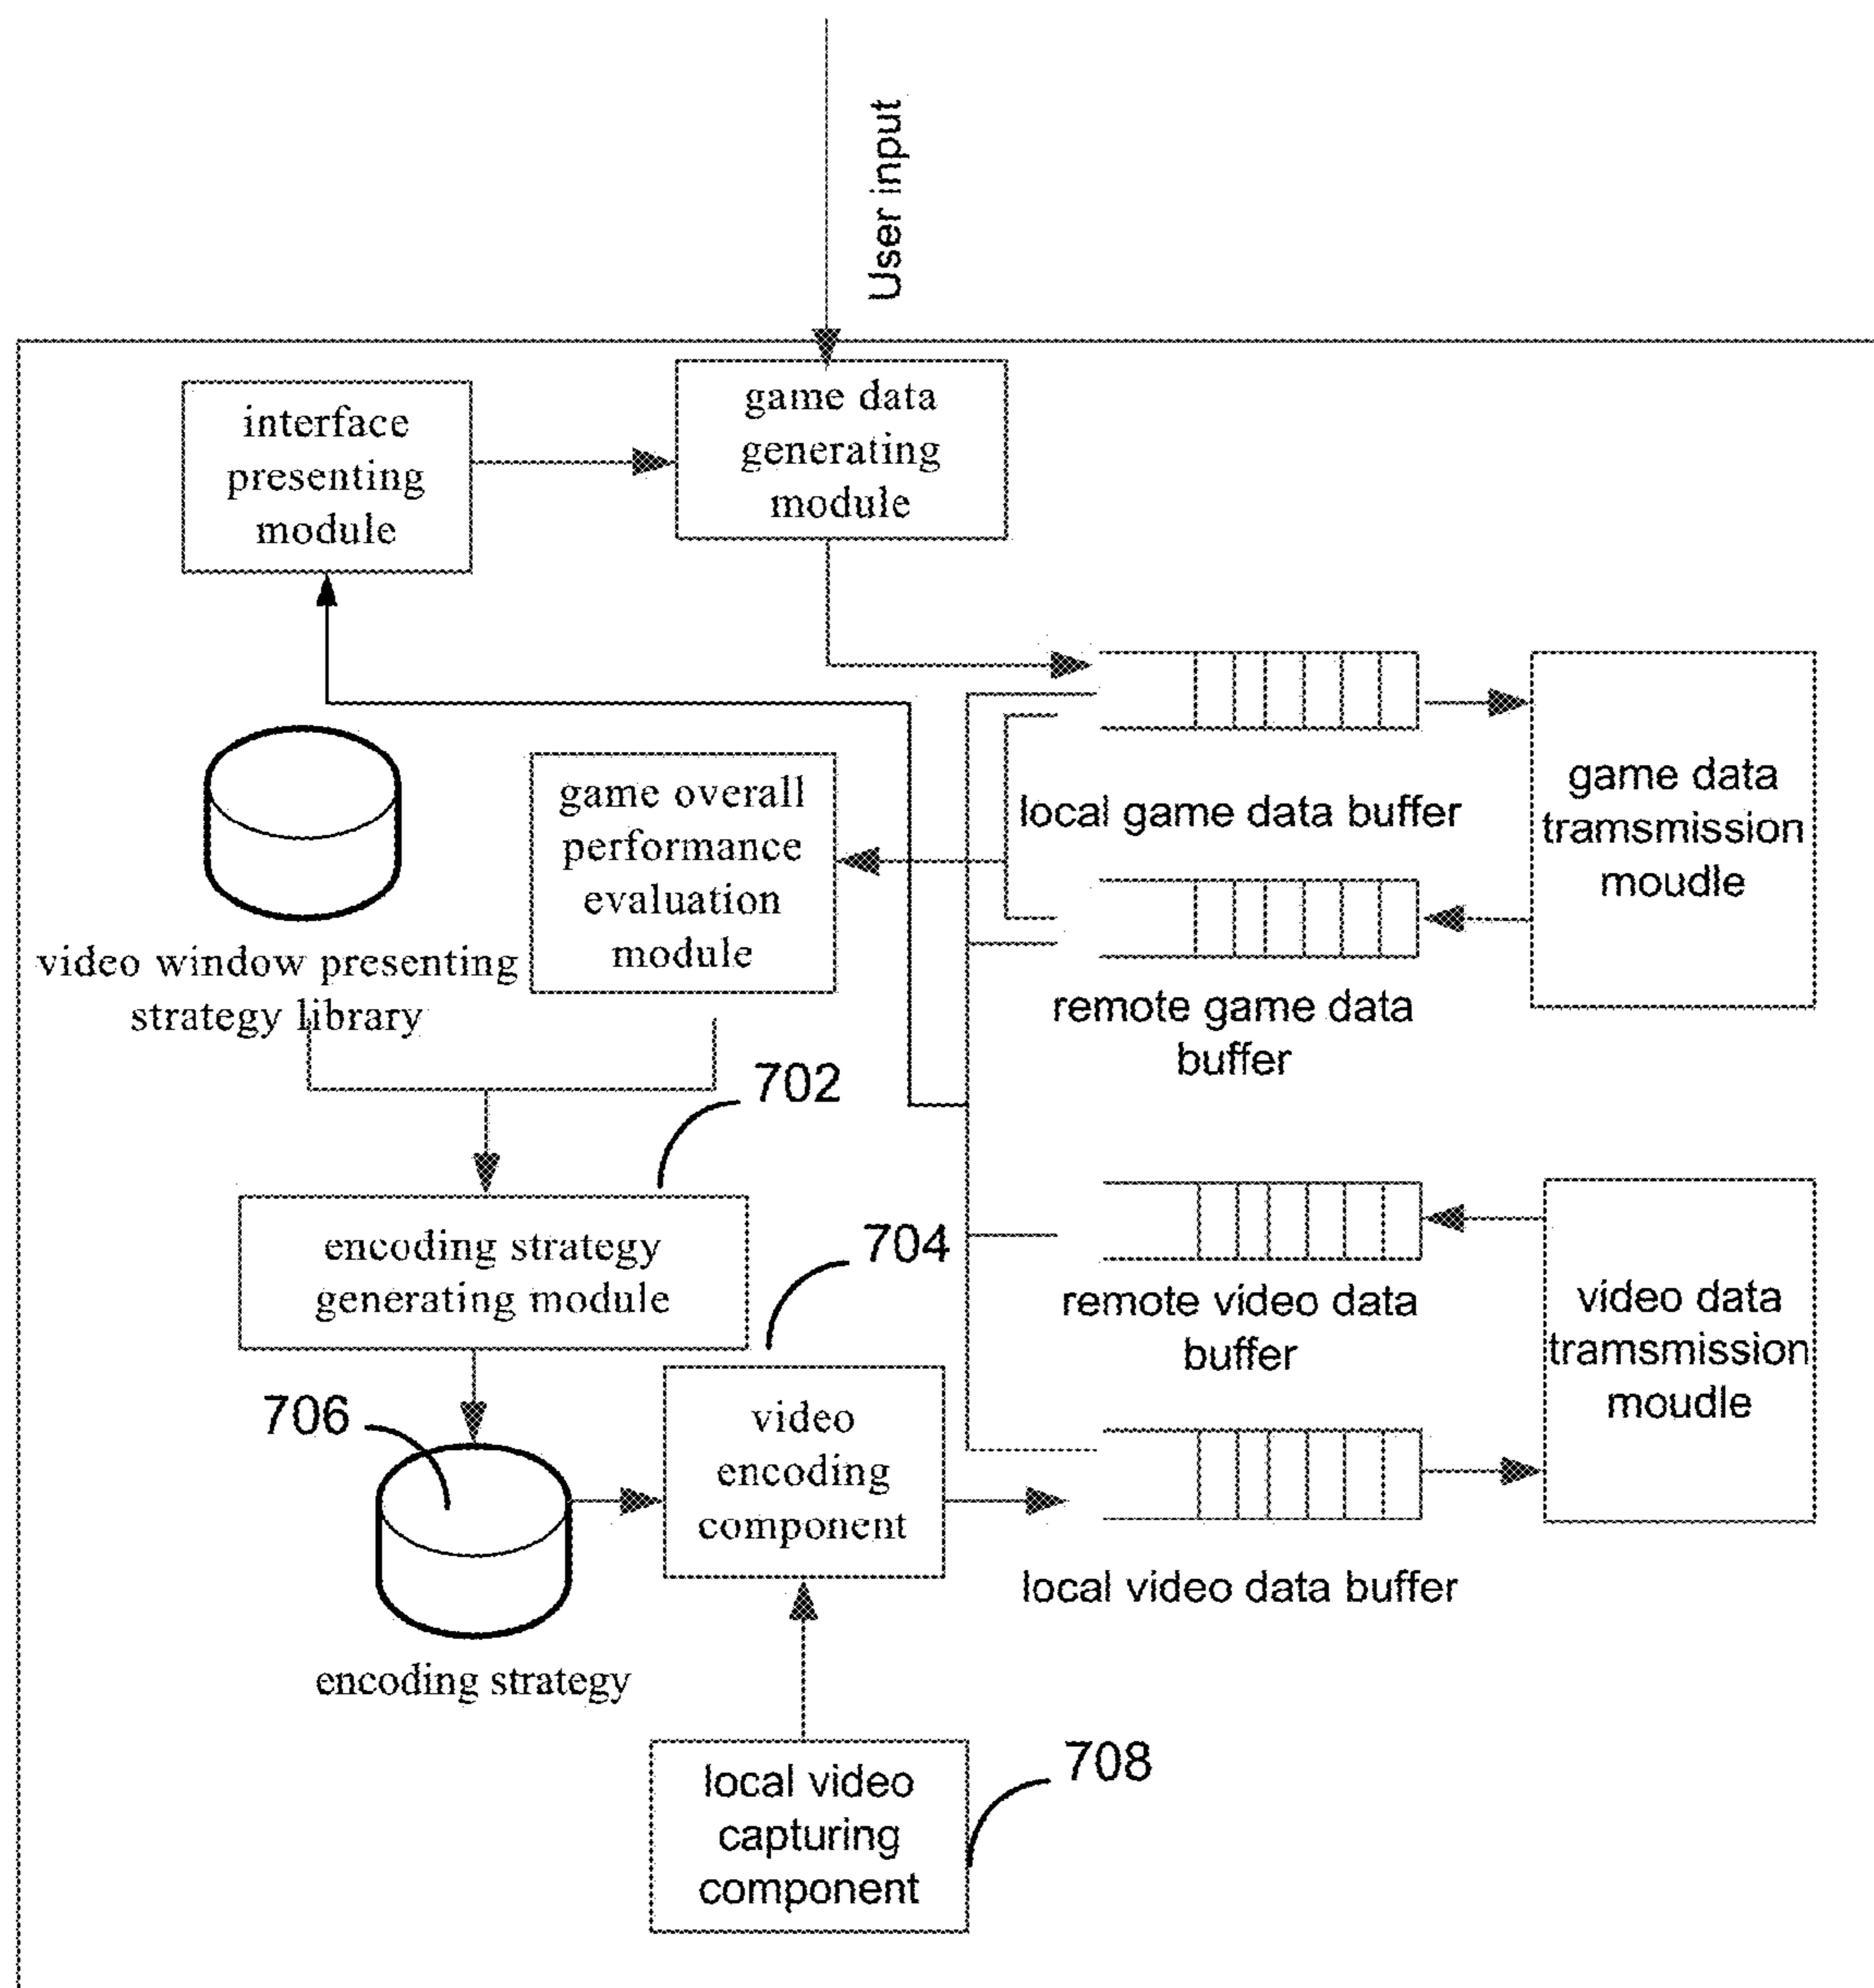 User input
interface
presenting
module
game data
generating
module
game overall
performance
evaluation
module
local game data buffer
game data
tramsmission
moudle
video window presenting
strategy library
remote game data
buffer
702
encoding strategy
generating module
704
remote video data
buffer
video data
tramsmission
moudle
706
video
encoding
component
local video data buffer
encoding strategy
local video
capturing
component
708